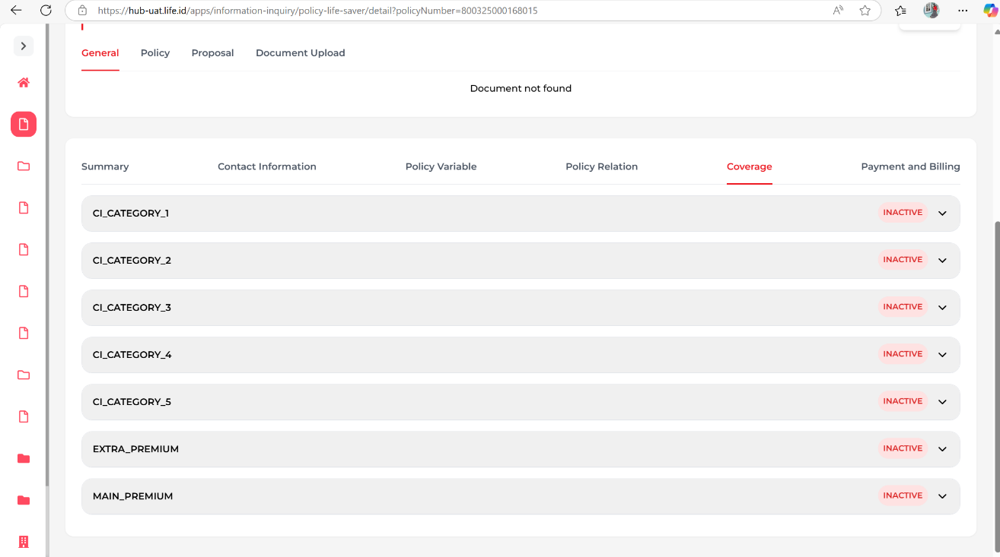 https://hub-uat.life.id/apps/information-inquiry/policy-life-saver/detail?policyNumber=800325000168015
General Policy Proposal Document Upload
Document not found
Summary Contact Information Policy Variable Policy Relation Coverage Payment and Billing
CI_CATEGORY_1 INACTIVE
CI_CATEGORY_2 INACTIVE
CI_CATEGORY_3 INACTIVE
CI_CATEGORY_4 INACTIVE
CI_CATEGORY_5 INACTIVE
EXTRA_PREMIUM INACTIVE
MAIN_PREMIUM INACTIVE